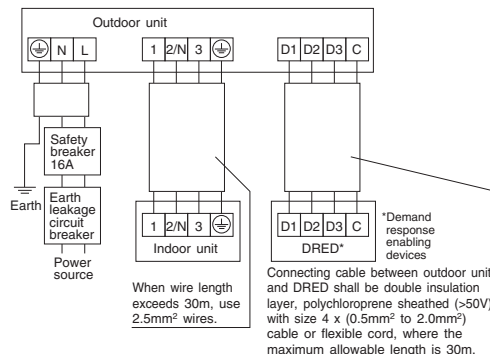 Outdoor unit
N L
1 2/N 3
D1 D2 D3 C
Safety
breaker
16A
Earth
Earth
leakage
circuit
breaker
Power
source
1 2/N 3
Indoor unit
When wire length
exceeds 30m, use
2.5mm² wires.
D1 D2 D3 C
DRED*
*Demand
response
enabling
devices
Connecting cable between outdoor unit
and DRED shall be double insulation
layer, polychloroprene sheathed (>50V)
with size 4 x (0.5mm² to 2.0mm²)
cable or flexible cord, where the
maximum allowable length is 30m.